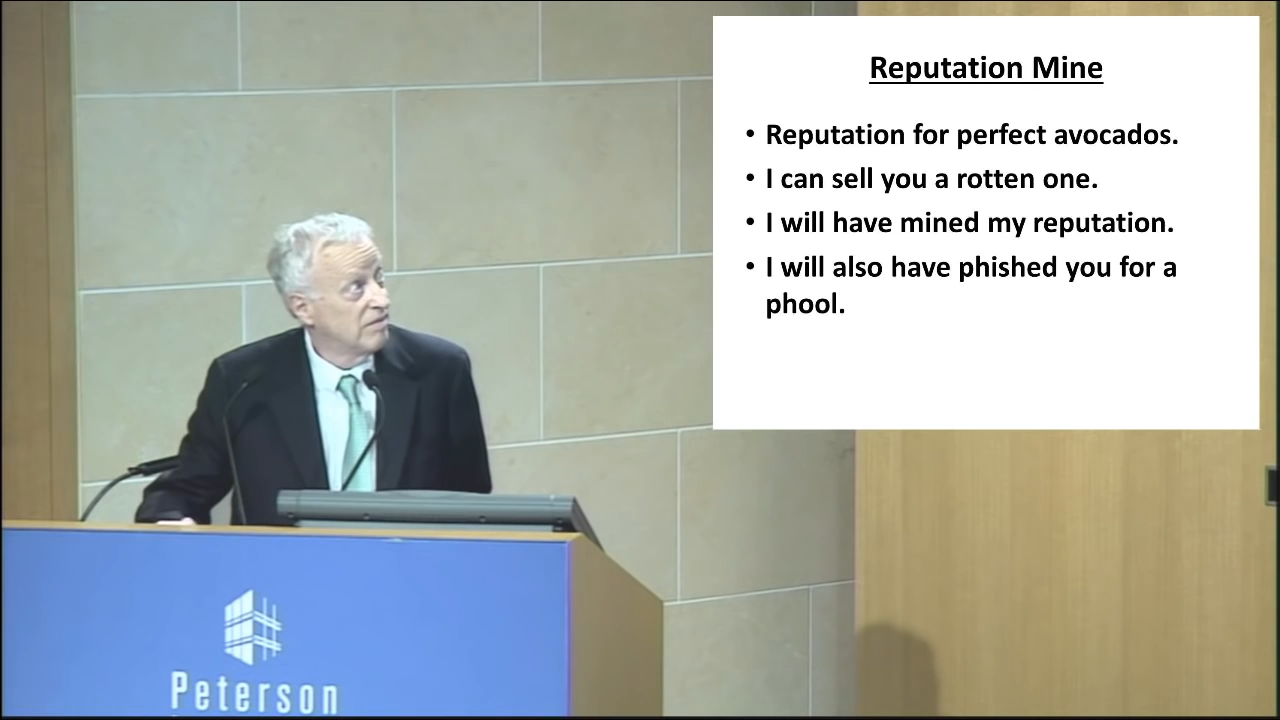 Reputation Mine
• Reputation for perfect avocados.
• I can sell you a rotten one.
• I will have mined my reputation.
• I will also have phished you for a
phool.
Peterson